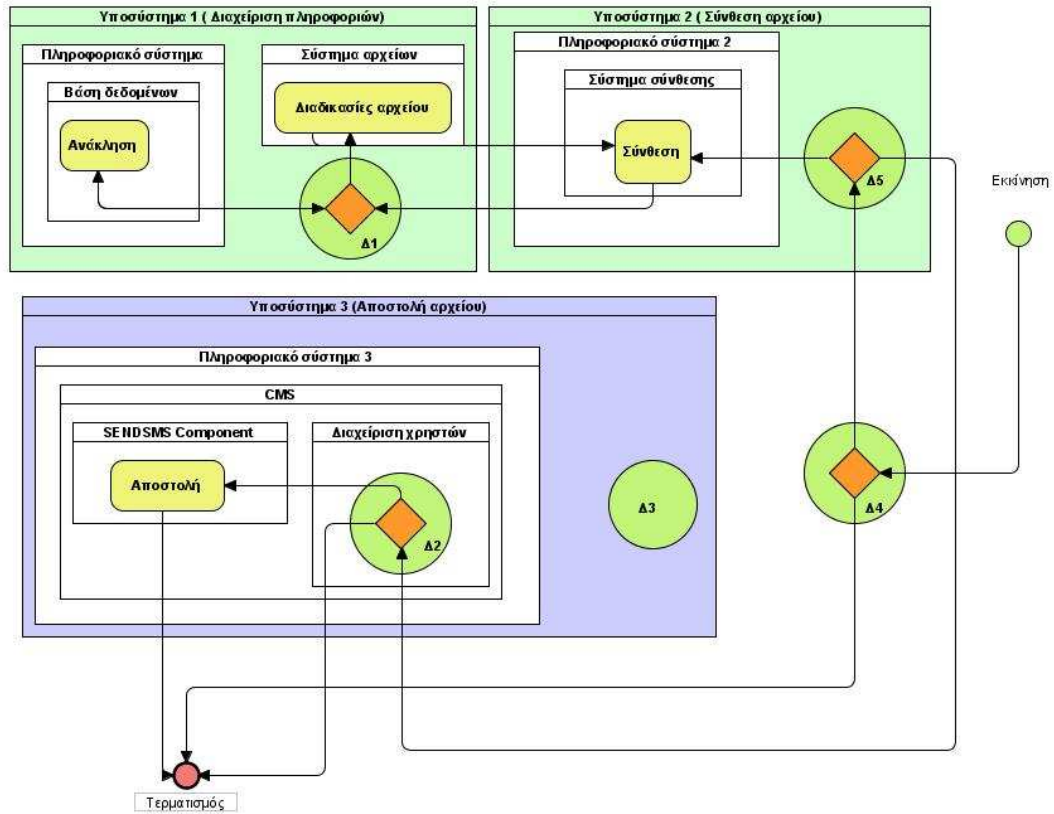 Υποσύστημα 1 ( Διαχείριση πληροφοριών)
Υποσύστημα 2 ( Σύνθεση αρχείου)
Πληροφοριακό σύστημα
Σύστημα αρχείων
Πληροφοριακό σύστημα 2
Βάση δεδομένων
Διαδικασίες αρχείου
Σύστημα σύνθεσης
Ανάκληση
Σύνθεση
Δ5
Εκκίνηση
Δ1
Υποσύστημα 3 (Αποστολή αρχείου)
Πληροφοριακό σύστημα 3
CMS
SENDSMS Component
Διαχείριση χρηστών
Αποστολή
Δ3
Δ4
Δ2
Τερματισμός